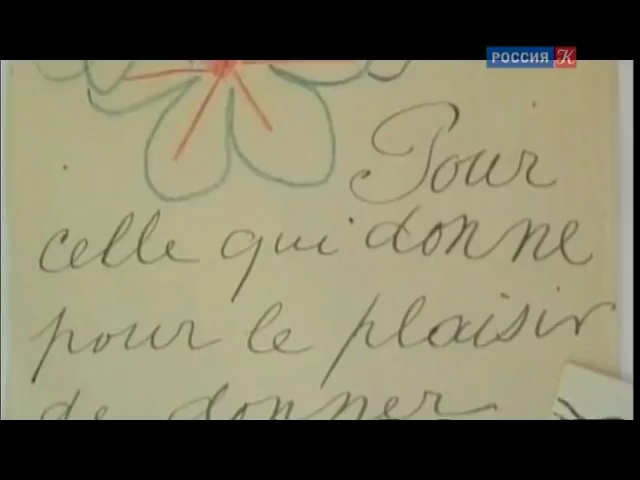 РОССИЯ К
Pour
celle qui donne
pour le plaisir
de donner